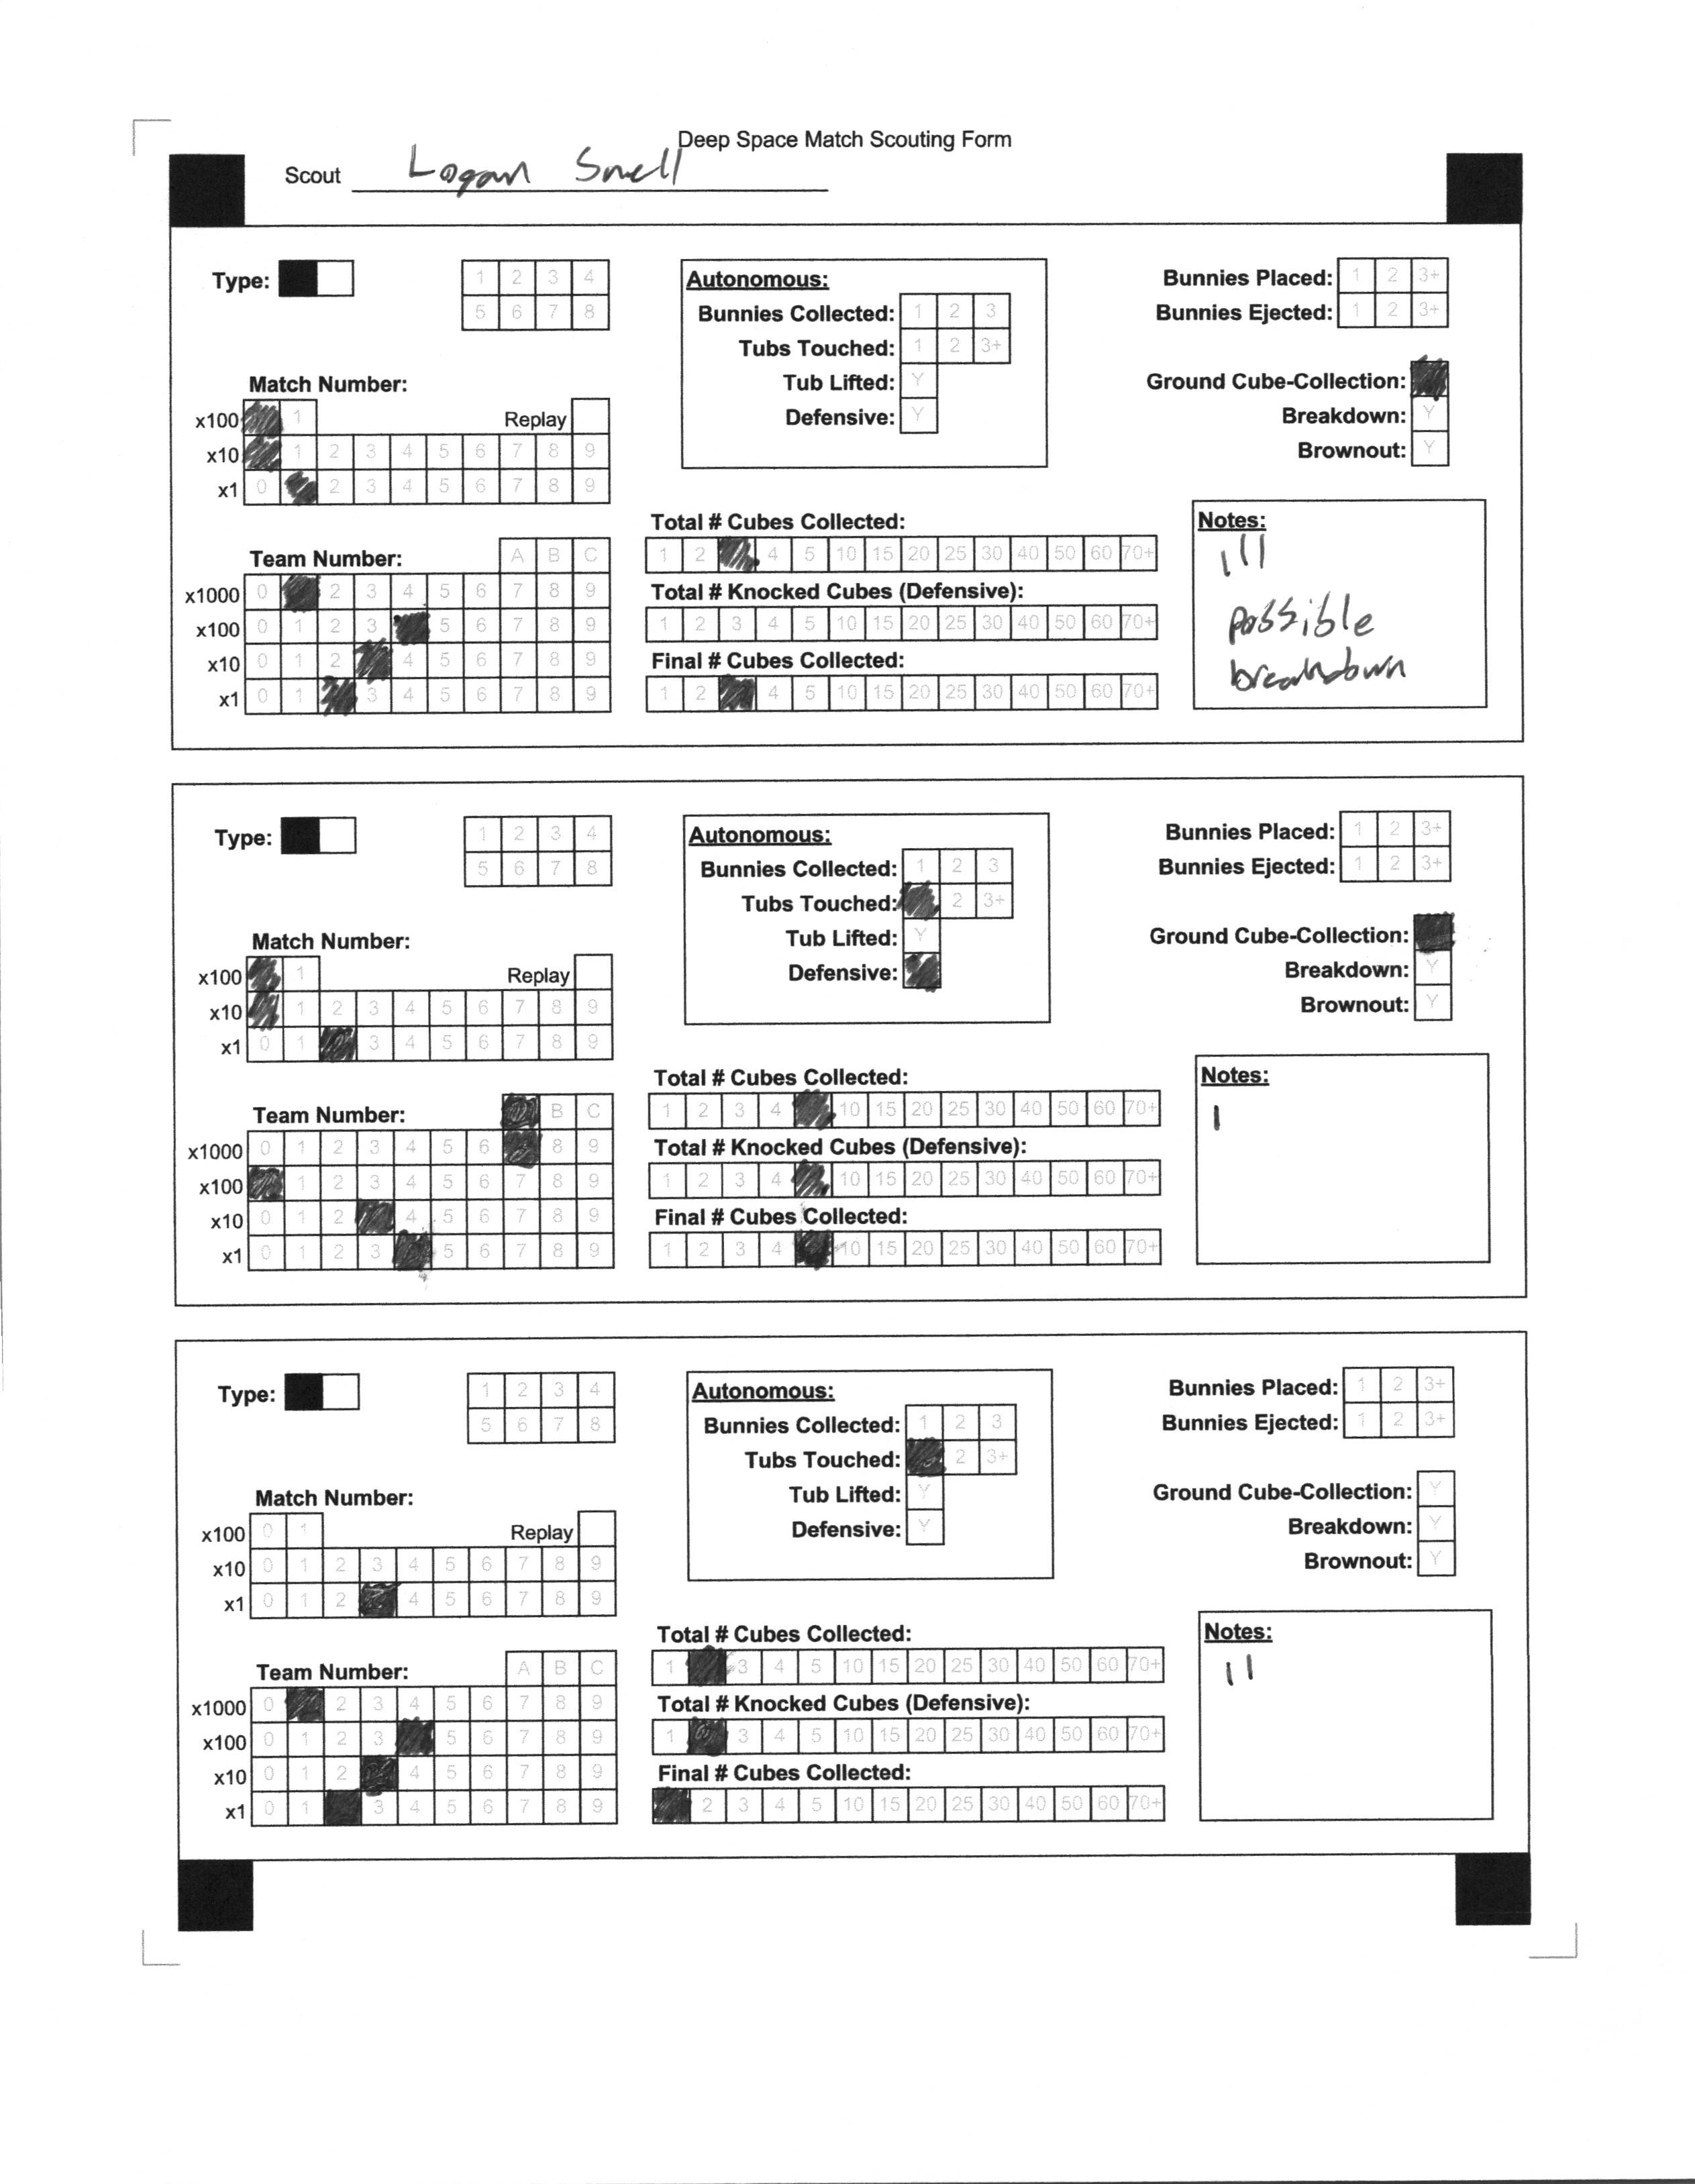 Deep Space Match Scouting Form
Scout Logan Snell
Type: 1 2 3 4
5 6 7 8
Autonomous:
Bunnies Collected: 1 2 3
Tubs Touched: 1 2 3+
Tub Lifted: Y
Defensive: Y
Bunnies Placed: 1 2 3+
Bunnies Ejected: 1 2 3+
Ground Cube-Collection:
Breakdown: Y
Brownout: Y
Match Number:
x100 1 Replay
x10 1 2 3 4 5 6 7 8 9
x1 0 2 3 4 5 6 7 8 9
Team Number: A B C
x1000 0 2 3 4 5 6 7 8 9
x100 0 1 2 3 5 6 7 8 9
x10 0 1 2 4 5 6 7 8 9
x1 0 1 3 4 5 6 7 8 9
Total # Cubes Collected:
1 2 4 5 10 15 20 25 30 40 50 60 70+
Total # Knocked Cubes (Defensive):
1 2 3 4 5 10 15 20 25 30 40 50 60 70+
Final # Cubes Collected:
1 2 4 5 10 15 20 25 30 40 50 60 70+
Notes:
|||
possible
breakdown
Type: 1 2 3 4
5 6 7 8
Autonomous:
Bunnies Collected: 1 2 3
Tubs Touched: 2 3+
Tub Lifted: Y
Defensive:
Bunnies Placed: 1 2 3+
Bunnies Ejected: 1 2 3+
Ground Cube-Collection:
Breakdown: Y
Brownout: Y
Match Number:
x100 1 Replay
x10 1 2 3 4 5 6 7 8 9
x1 0 1 3 4 5 6 7 8 9
Team Number: B C
x1000 0 1 2 3 4 5 6 8 9
x100 1 2 3 4 5 6 7 8 9
x10 0 1 2 4 5 6 7 8 9
x1 0 1 2 3 5 6 7 8 9
Total # Cubes Collected:
1 2 3 4 10 15 20 25 30 40 50 60 70+
Total # Knocked Cubes (Defensive):
1 2 3 4 10 15 20 25 30 40 50 60 70+
Final # Cubes Collected:
1 2 3 4 10 15 20 25 30 40 50 60 70+
Notes:
|
Type: 1 2 3 4
5 6 7 8
Autonomous:
Bunnies Collected: 1 2 3
Tubs Touched: 2 3+
Tub Lifted: Y
Defensive: Y
Bunnies Placed: 1 2 3+
Bunnies Ejected: 1 2 3+
Ground Cube-Collection: Y
Breakdown: Y
Brownout: Y
Match Number:
x100 0 1 Replay
x10 0 1 2 3 4 5 6 7 8 9
x1 0 1 2 4 5 6 7 8 9
Team Number: A B C
x1000 0 2 3 4 5 6 7 8 9
x100 0 1 2 3 5 6 7 8 9
x10 0 1 2 4 5 6 7 8 9
x1 0 1 3 4 5 6 7 8 9
Total # Cubes Collected:
1 3 4 5 10 15 20 25 30 40 50 60 70+
Total # Knocked Cubes (Defensive):
1 3 4 5 10 15 20 25 30 40 50 60 70+
Final # Cubes Collected:
2 3 4 5 10 15 20 25 30 40 50 60 70+
Notes:
||